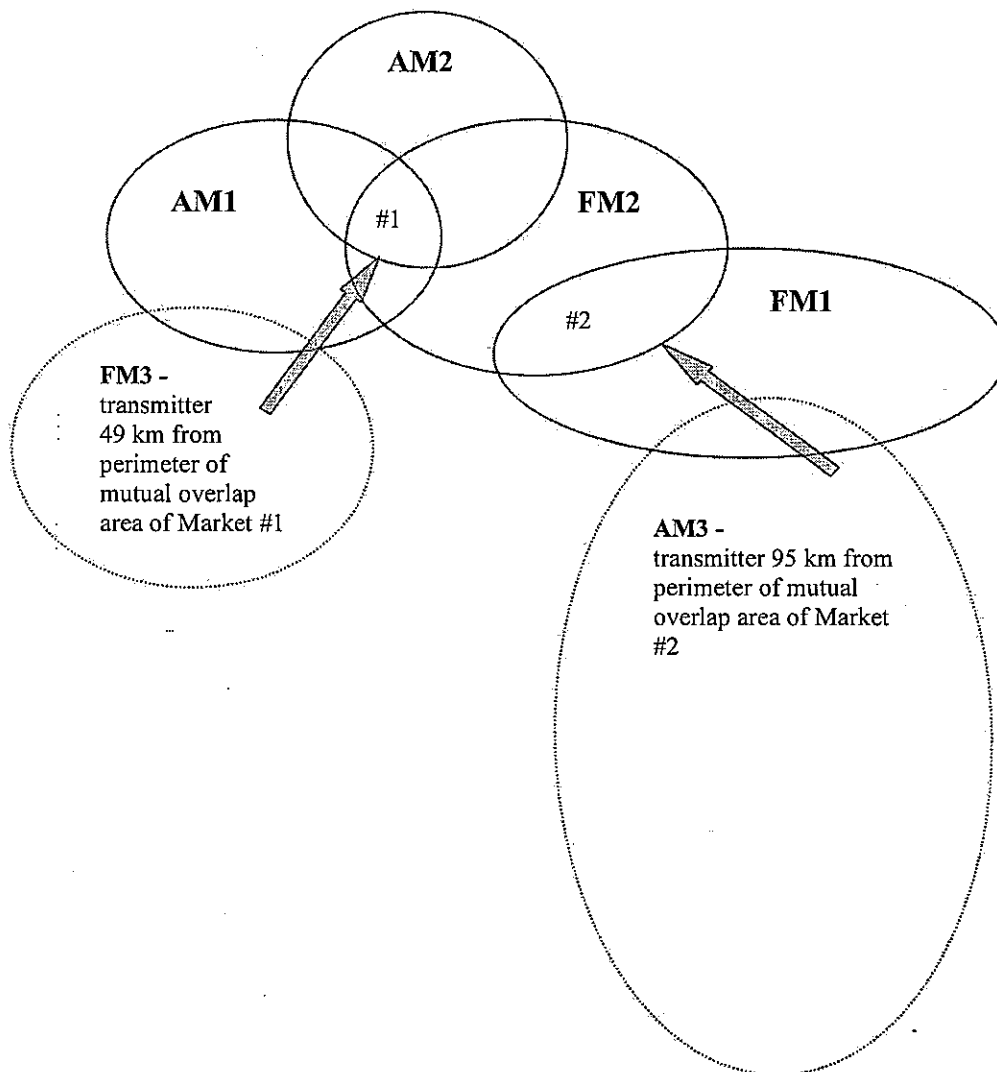 AM2
AM1
FM2
#1
FM1
#2
FM3 -
transmitter
49 km from
perimeter of
mutual overlap
area of Market #1
AM3 -
transmitter 95 km from
perimeter of mutual
overlap area of Market
#2